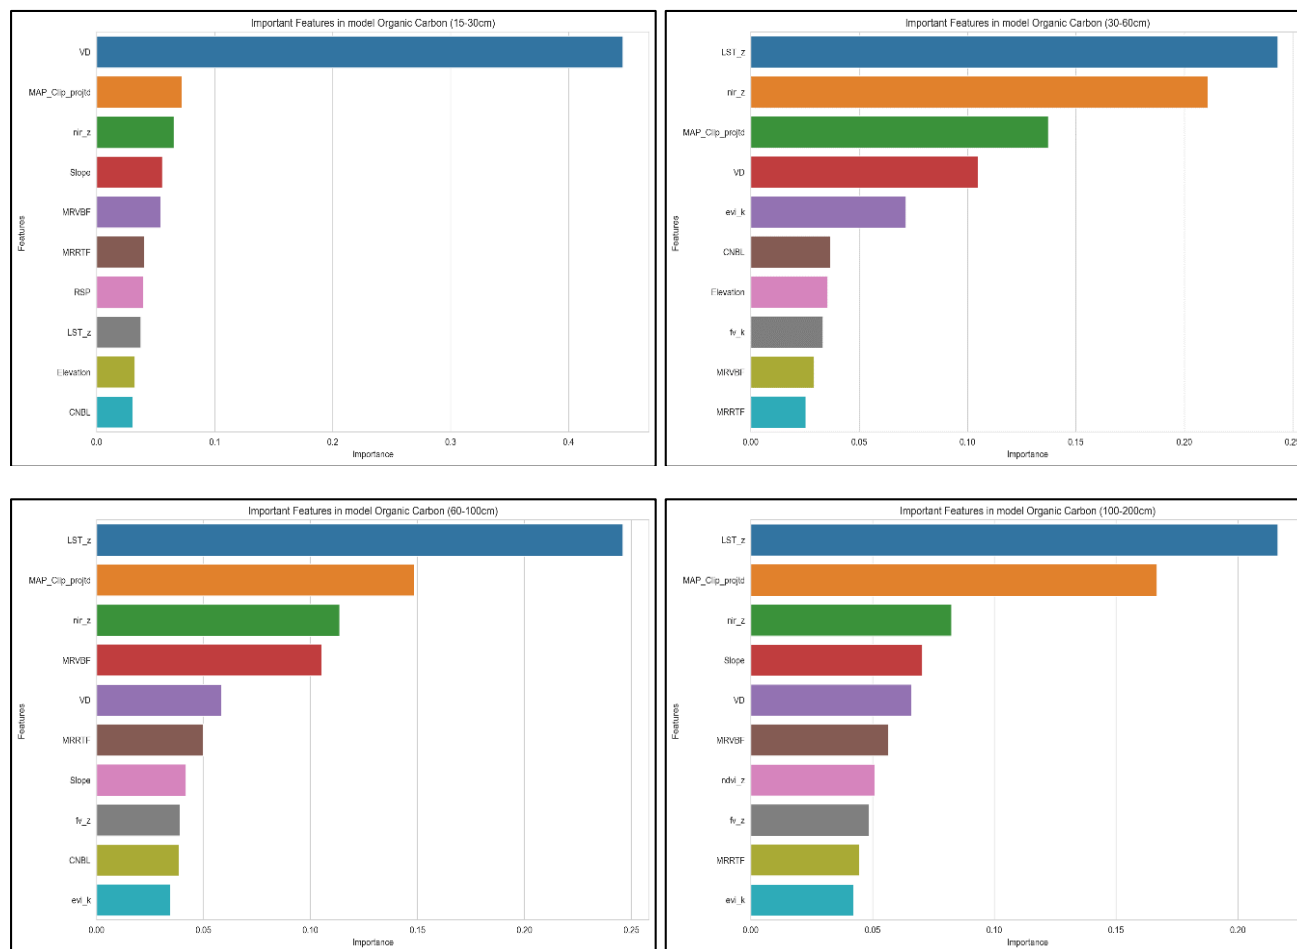 Important Features in model Organic Carbon (15-30cm)
VD
MAP_Clip_projtd
nir_z
Slope
MRVBF
MRRTF
RSP
LST_z
Elevation
CNBL
Features
0.0 0.1 0.2 0.3 0.4
Importance
Important Features in model Organic Carbon (30-60cm)
LST_z
nir_z
MAP_Clip_projtd
VD
evi_k
CNBL
Elevation
fv_k
MRVBF
MRRTF
Features
0.00 0.05 0.10 0.15 0.20 0.25
Importance
Important Features in model Organic Carbon (60-100cm)
LST_z
MAP_Clip_projtd
nir_z
MRVBF
VD
MRRTF
Slope
fv_z
CNBL
evi_k
Features
0.00 0.05 0.10 0.15 0.20 0.25
Importance
Important Features in model Organic Carbon (100-200cm)
LST_z
MAP_Clip_projtd
nir_z
Slope
VD
MRVBF
ndvi_z
fv_z
MRRTF
evi_k
Features
0.00 0.05 0.10 0.15 0.20
Importance